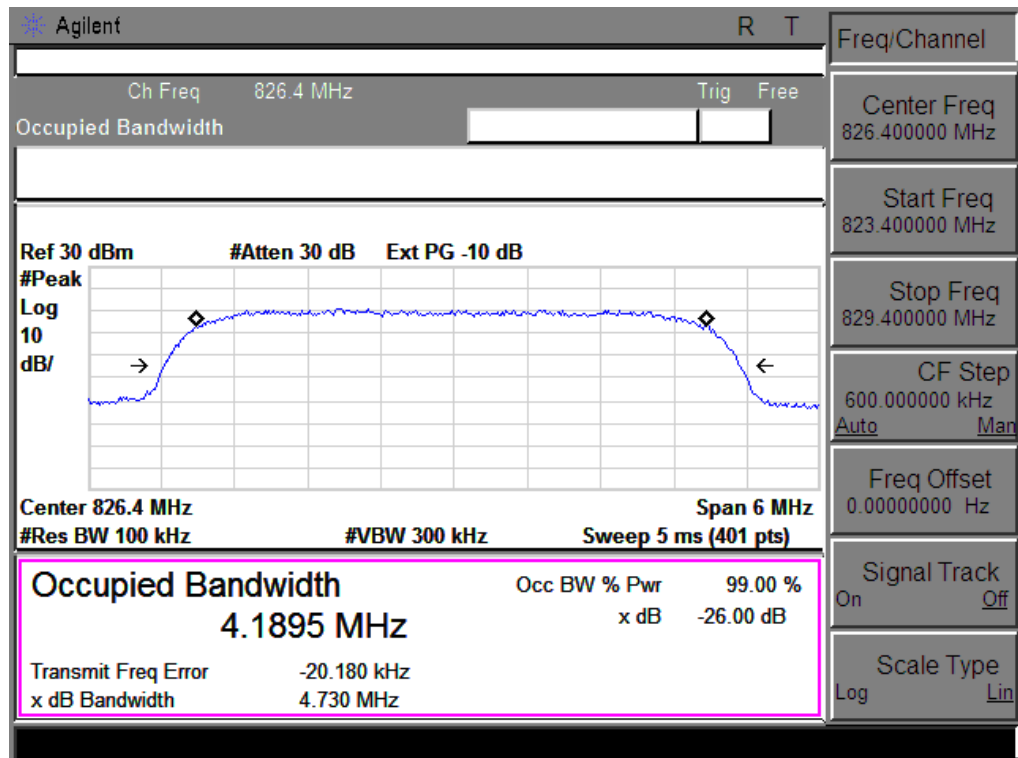 Agilent R T
Ch Freq 826.4 MHz Trig Free
Occupied Bandwidth
Ref 30 dBm #Atten 30 dB Ext PG -10 dB
#Peak
Log
10
dB/
Center 826.4 MHz Span 6 MHz
#Res BW 100 kHz #VBW 300 kHz Sweep 5 ms (401 pts)
Occupied Bandwidth Occ BW % Pwr 99.00 %
4.1895 MHz x dB -26.00 dB
Transmit Freq Error -20.180 kHz
x dB Bandwidth 4.730 MHz
Freq/Channel
Center Freq
826.400000 MHz
Start Freq
823.400000 MHz
Stop Freq
829.400000 MHz
CF Step
600.000000 kHz
Auto Man
Freq Offset
0.00000000 Hz
Signal Track
On Off
Scale Type
Log Lin